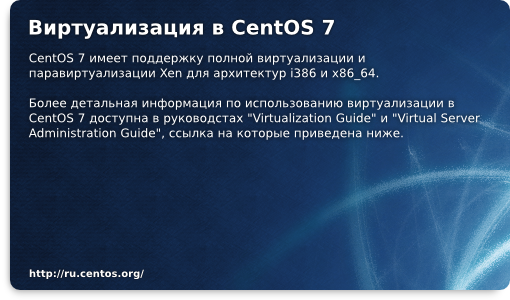 Виртуализация в CentOS 7
CentOS 7 имеет поддержку полной виртуализации и
паравиртуализации Xen для архитектур i386 и x86_64.
Более детальная информация по использованию виртуализации в
CentOS 7 доступна в руководстах "Virtualization Guide" и "Virtual Server
Administration Guide", ссылка на которые приведена ниже.
http://ru.centos.org/